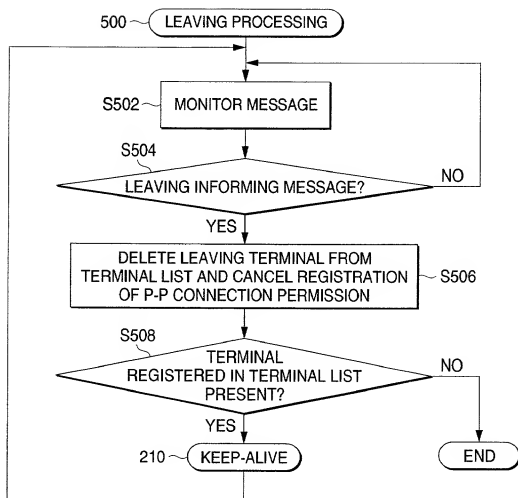 500
LEAVING PROCESSING
S502
MONITOR MESSAGE
S504
LEAVING INFORMING MESSAGE?
NO
YES
DELETE LEAVING TERMINAL FROM
TERMINAL LIST AND CANCEL REGISTRATION
OF P-P CONNECTION PERMISSION
S506
S508
TERMINAL
REGISTERED IN TERMINAL LIST
PRESENT?
NO
YES
210
KEEP-ALIVE
END